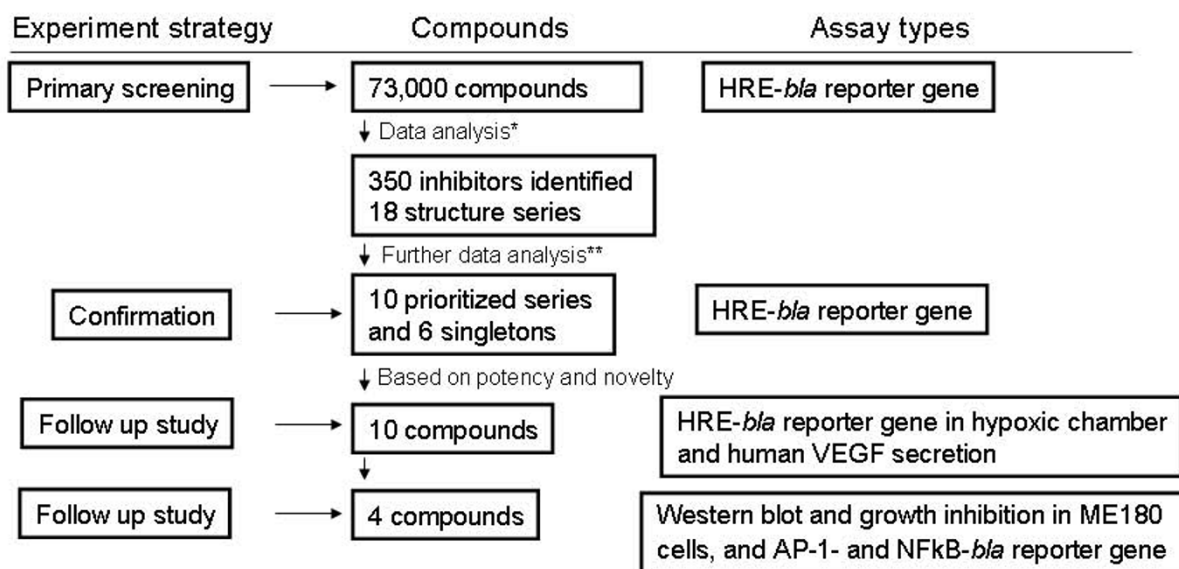 Experiment strategy Compounds Assay types
Primary screening 73,000 compounds HRE-bla reporter gene
Data analysis*
350 inhibitors identified
18 structure series
Further data analysis**
Confirmation
10 prioritized series
and 6 singletons
HRE-bla reporter gene
Based on potency and novelty
Follow up study 10 compounds
HRE-bla reporter gene in hypoxic chamber
and human VEGF secretion
Follow up study 4 compounds
Western blot and growth inhibition in ME180
cells, and AP-1- and NFkB-bla reporter gene